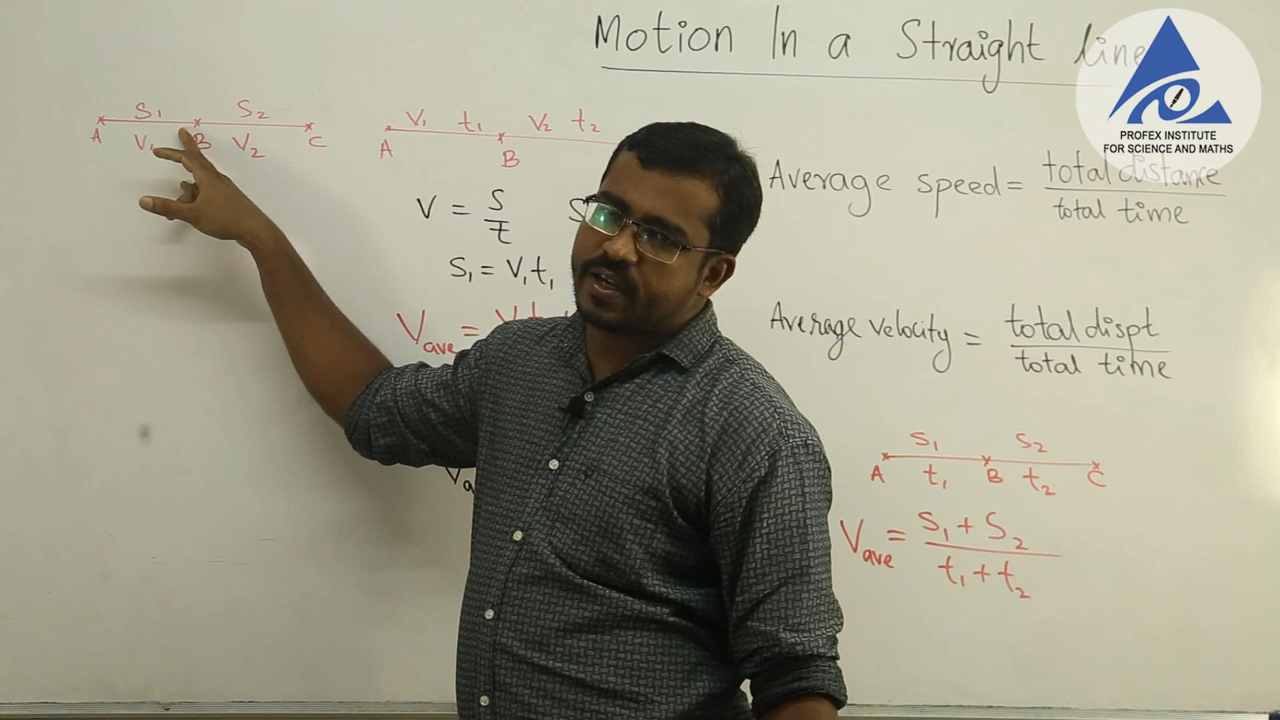 Motion In a Straight line
PROFEX INSTITUTE
FOR SCIENCE AND MATHS
S1 S2
A V1 B V2 C
V1 t1 V2 t2
A B
V = S/t S
S1 = V1t1
Vave = V1t
Va
Average speed = total distance
total time
Average velocity = total dispt
total time
S1 S2
A t1 B t2 C
Vave = S1 + S2
t1 + t2